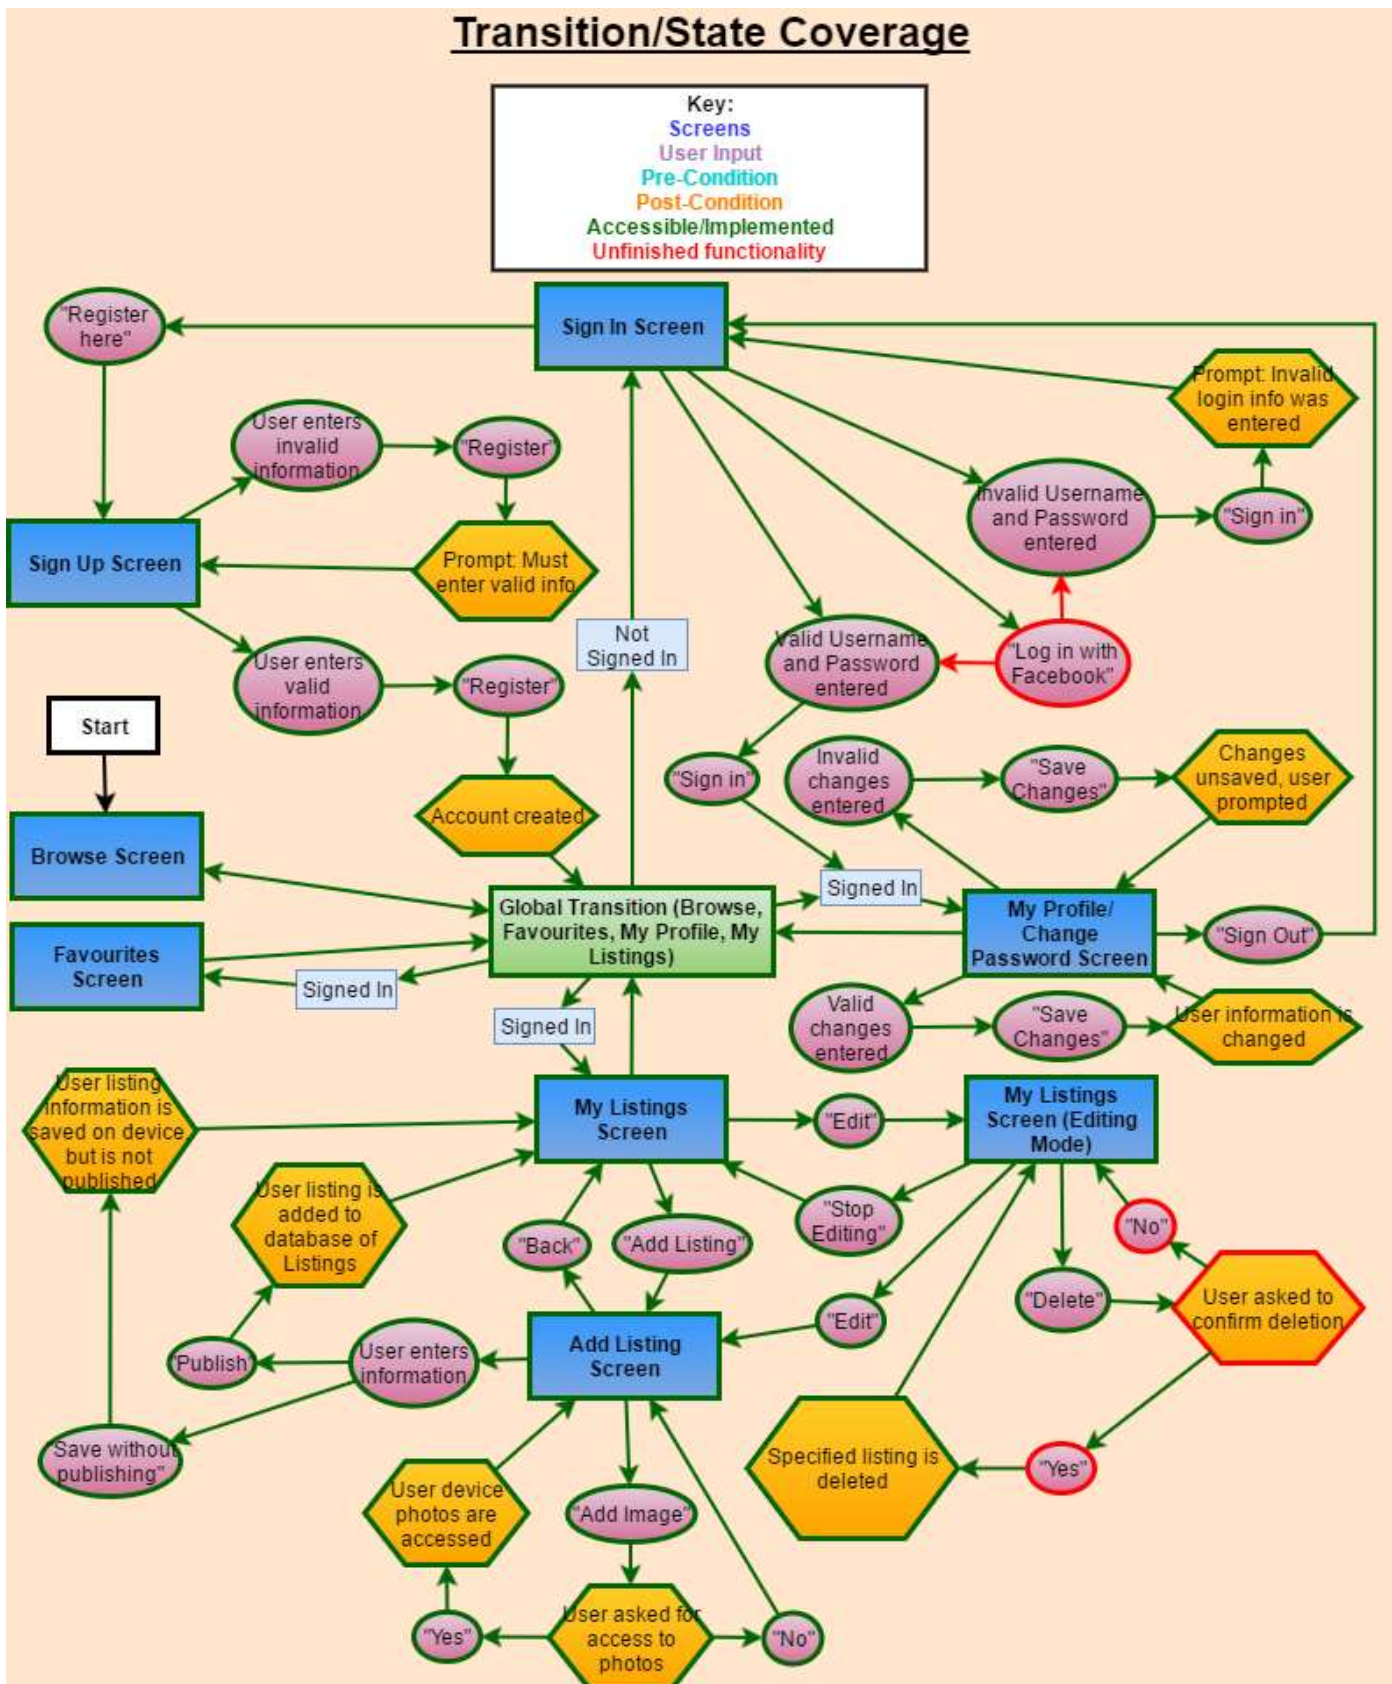 Transition/State Coverage
Key:
Screens
User Input
Pre-Condition
Post-Condition
Accessible/Implemented
Unfinished functionality
"Register
here"
Sign In Screen
Prompt: Invalid
login info was
entered
User enters
invalid
information
"Register"
Invalid Username
and Password
entered
"Sign in"
Sign Up Screen
Prompt: Must
enter valid info
Not
Signed In
Valid Username
and Password
entered
"Log in with
Facebook"
User enters
valid
information
"Register"
Start
"Sign in"
Invalid
changes
entered
"Save
Changes"
Changes
unsaved, user
prompted
Account created
Browse Screen
Signed In
Global Transition (Browse,
Favourites, My Profile, My
Listings)
My Profile/
Change
Password Screen
"Sign Out"
Favourites
Screen
Signed In
Signed In
Valid
changes
entered
"Save
Changes"
User information is
changed
User listing
information is
saved on device,
but is not
published
My Listings
Screen
"Edit"
My Listings
Screen (Editing
Mode)
User listing is
added to
database of
Listings
"Back"
"Add Listing"
"Stop
Editing"
"No"
"Delete"
User asked to
confirm deletion
"Edit"
"Publish"
User enters
information
Add Listing
Screen
"Save without
publishing"
Specified listing is
deleted
"Yes"
User device
photos are
accessed
"Add Image"
"Yes"
User asked for
access to
photos
"No"